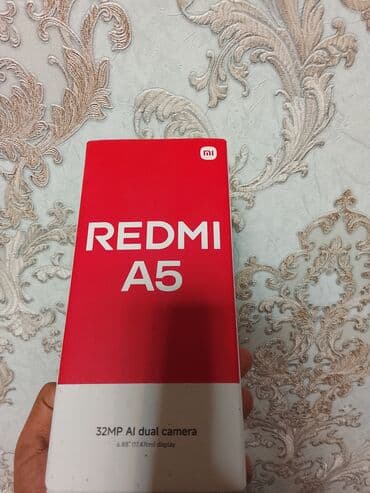 mi
REDMI
A5
32MP AI dual camera
6.88" (17.47cm) display